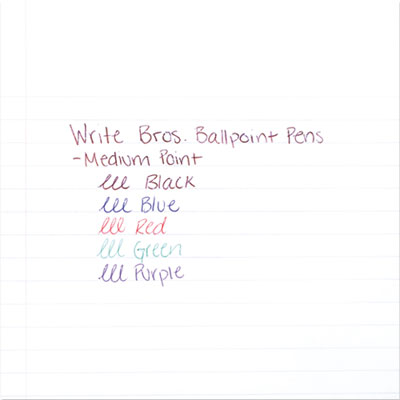 Write Bros. Ballpoint Pens
-Medium Point
lll Black
lll Blue
lll Red
lll Green
lll Purple